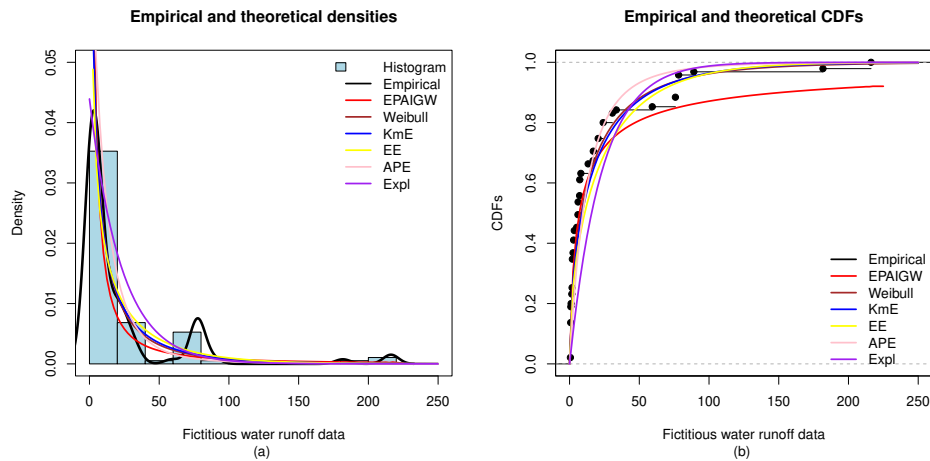 Empirical and theoretical densities
0.05
0.04
0.03
0.02
0.01
0.00
Density
Histogram
Empirical
EPAIGW
Weibull
KmE
EE
APE
Expl
0 50 100 150 200 250
Fictitious water runoff data
(a)
Empirical and theoretical CDFs
1.0
0.8
0.6
0.4
0.2
0.0
CDFs
Empirical
EPAIGW
Weibull
KmE
EE
APE
Expl
0 50 100 150 200 250
Fictitious water runoff data
(b)